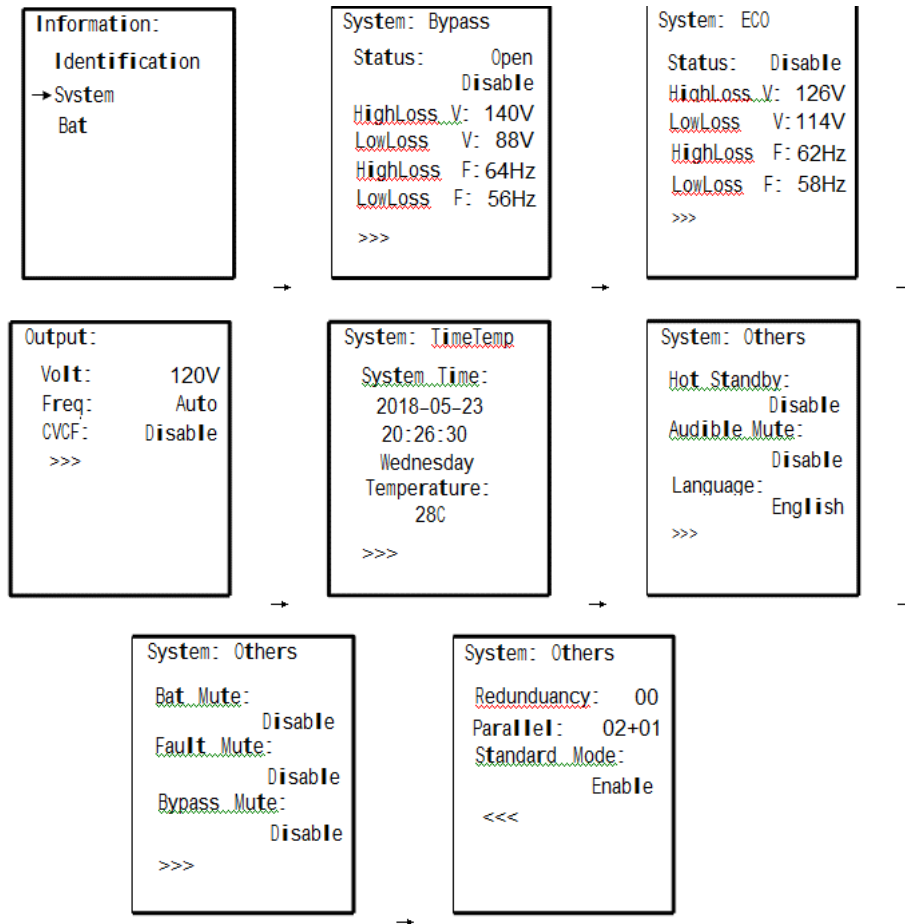 Information:
Identification
→System
Bat
System: Bypass
Status: Open
Disable
HighLoss V: 140V
LowLoss V: 88V
HighLoss F: 64Hz
LowLoss F: 56Hz
>>>
System: ECO
Status: Disable
HighLoss V: 126V
LowLoss V: 114V
HighLoss F: 62Hz
LowLoss F: 58Hz
>>>
Output:
Volt: 120V
Freq: Auto
CVCF: Disable
>>>
System: TimeTemp
System Time:
2018-05-23
20:26:30
Wednesday
Temperature:
28C
>>>
System: Others
Hot Standby:
Disable
Audible Mute:
Disable
Language:
English
>>>
System: Others
Bat Mute:
Disable
Fault Mute:
Disable
Bypass Mute:
Disable
>>>
System: Others
Redunduancy: 00
Parallel: 02+01
Standard Mode:
Enable
<<<